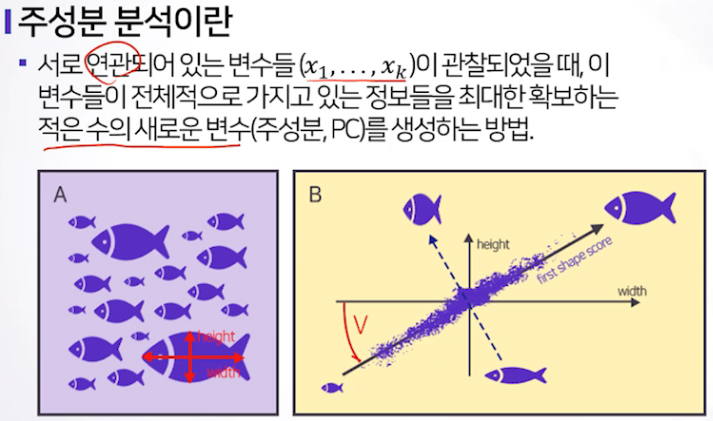 주성분 분석이란
▪ 서로 연관되어 있는 변수들 (x₁, . . . , xₖ)이 관찰되었을 때, 이
변수들이 전체적으로 가지고 있는 정보들을 최대한 확보하는
적은 수의 새로운 변수(주성분, PC)를 생성하는 방법.
A
height
width
B
height
first shape score
width
V